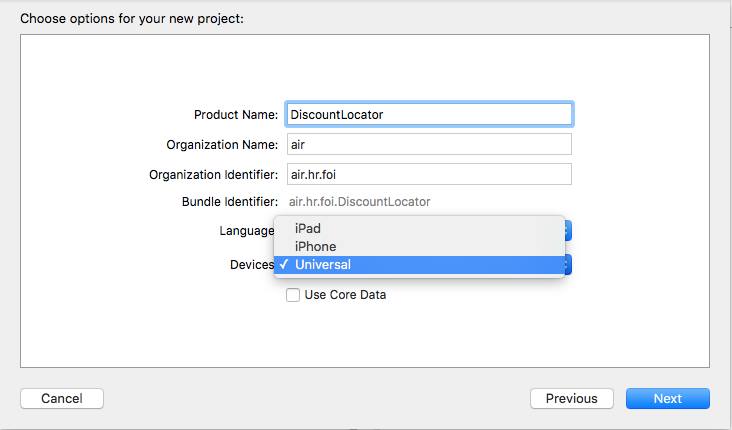 Choose options for your new project:
Product Name: DiscountLocator
Organization Name: air
Organization Identifier: air.hr.foi
Bundle Identifier: air.hr.foi.DiscountLocator
Language
iPad
iPhone
Devices ✓ Universal
Use Core Data
Cancel Previous Next